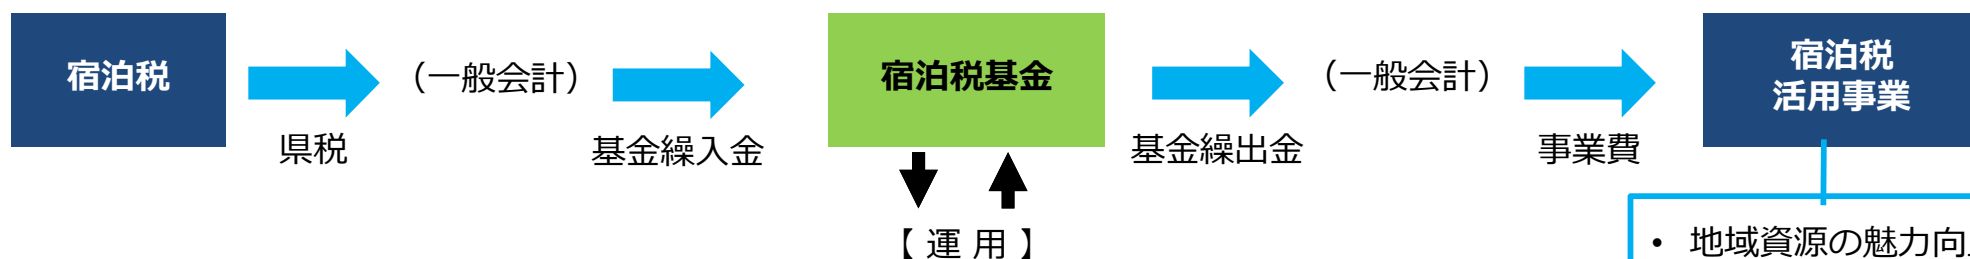 宿泊税
県税
（一般会計）
基金繰入金
宿泊税基金
【 運 用 】
基金繰出金
（一般会計）
事業費
宿泊税
活用事業
• 地域資源の魅力向